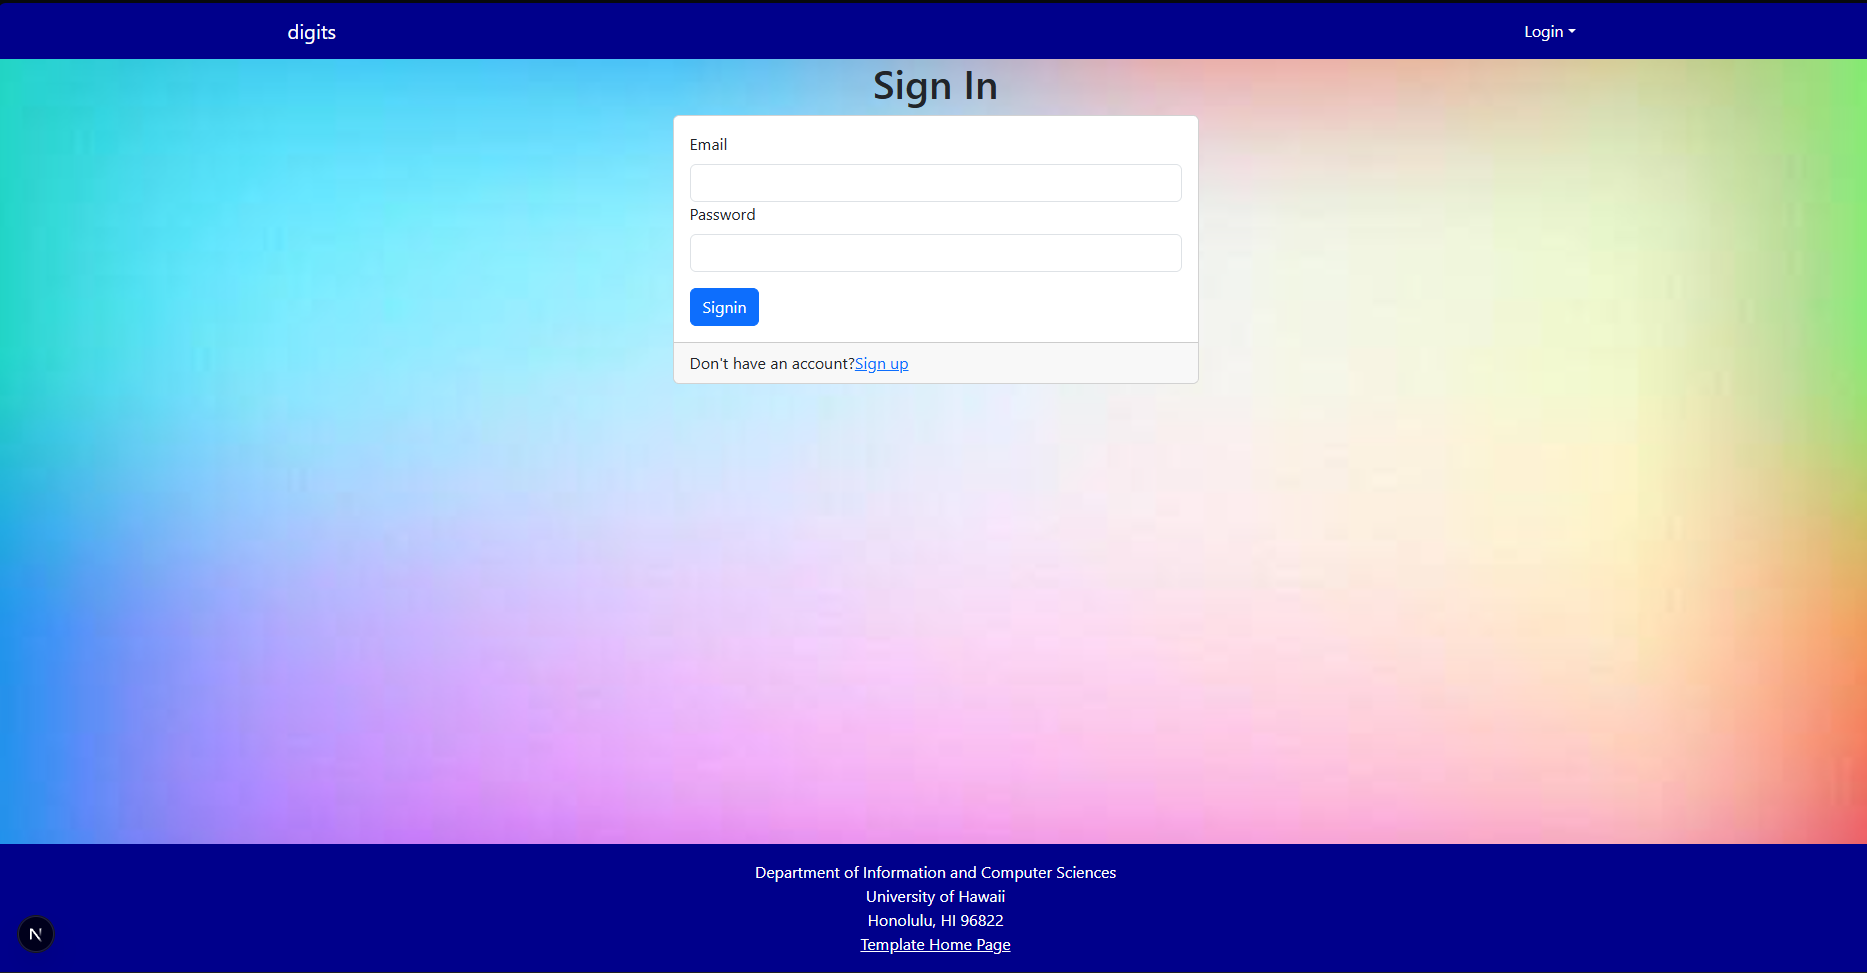 digits
Login
Sign In
Email
Password
Signin
Don't have an account?Sign up
Department of Information and Computer Sciences
University of Hawaii
Honolulu, HI 96822
Template Home Page
N